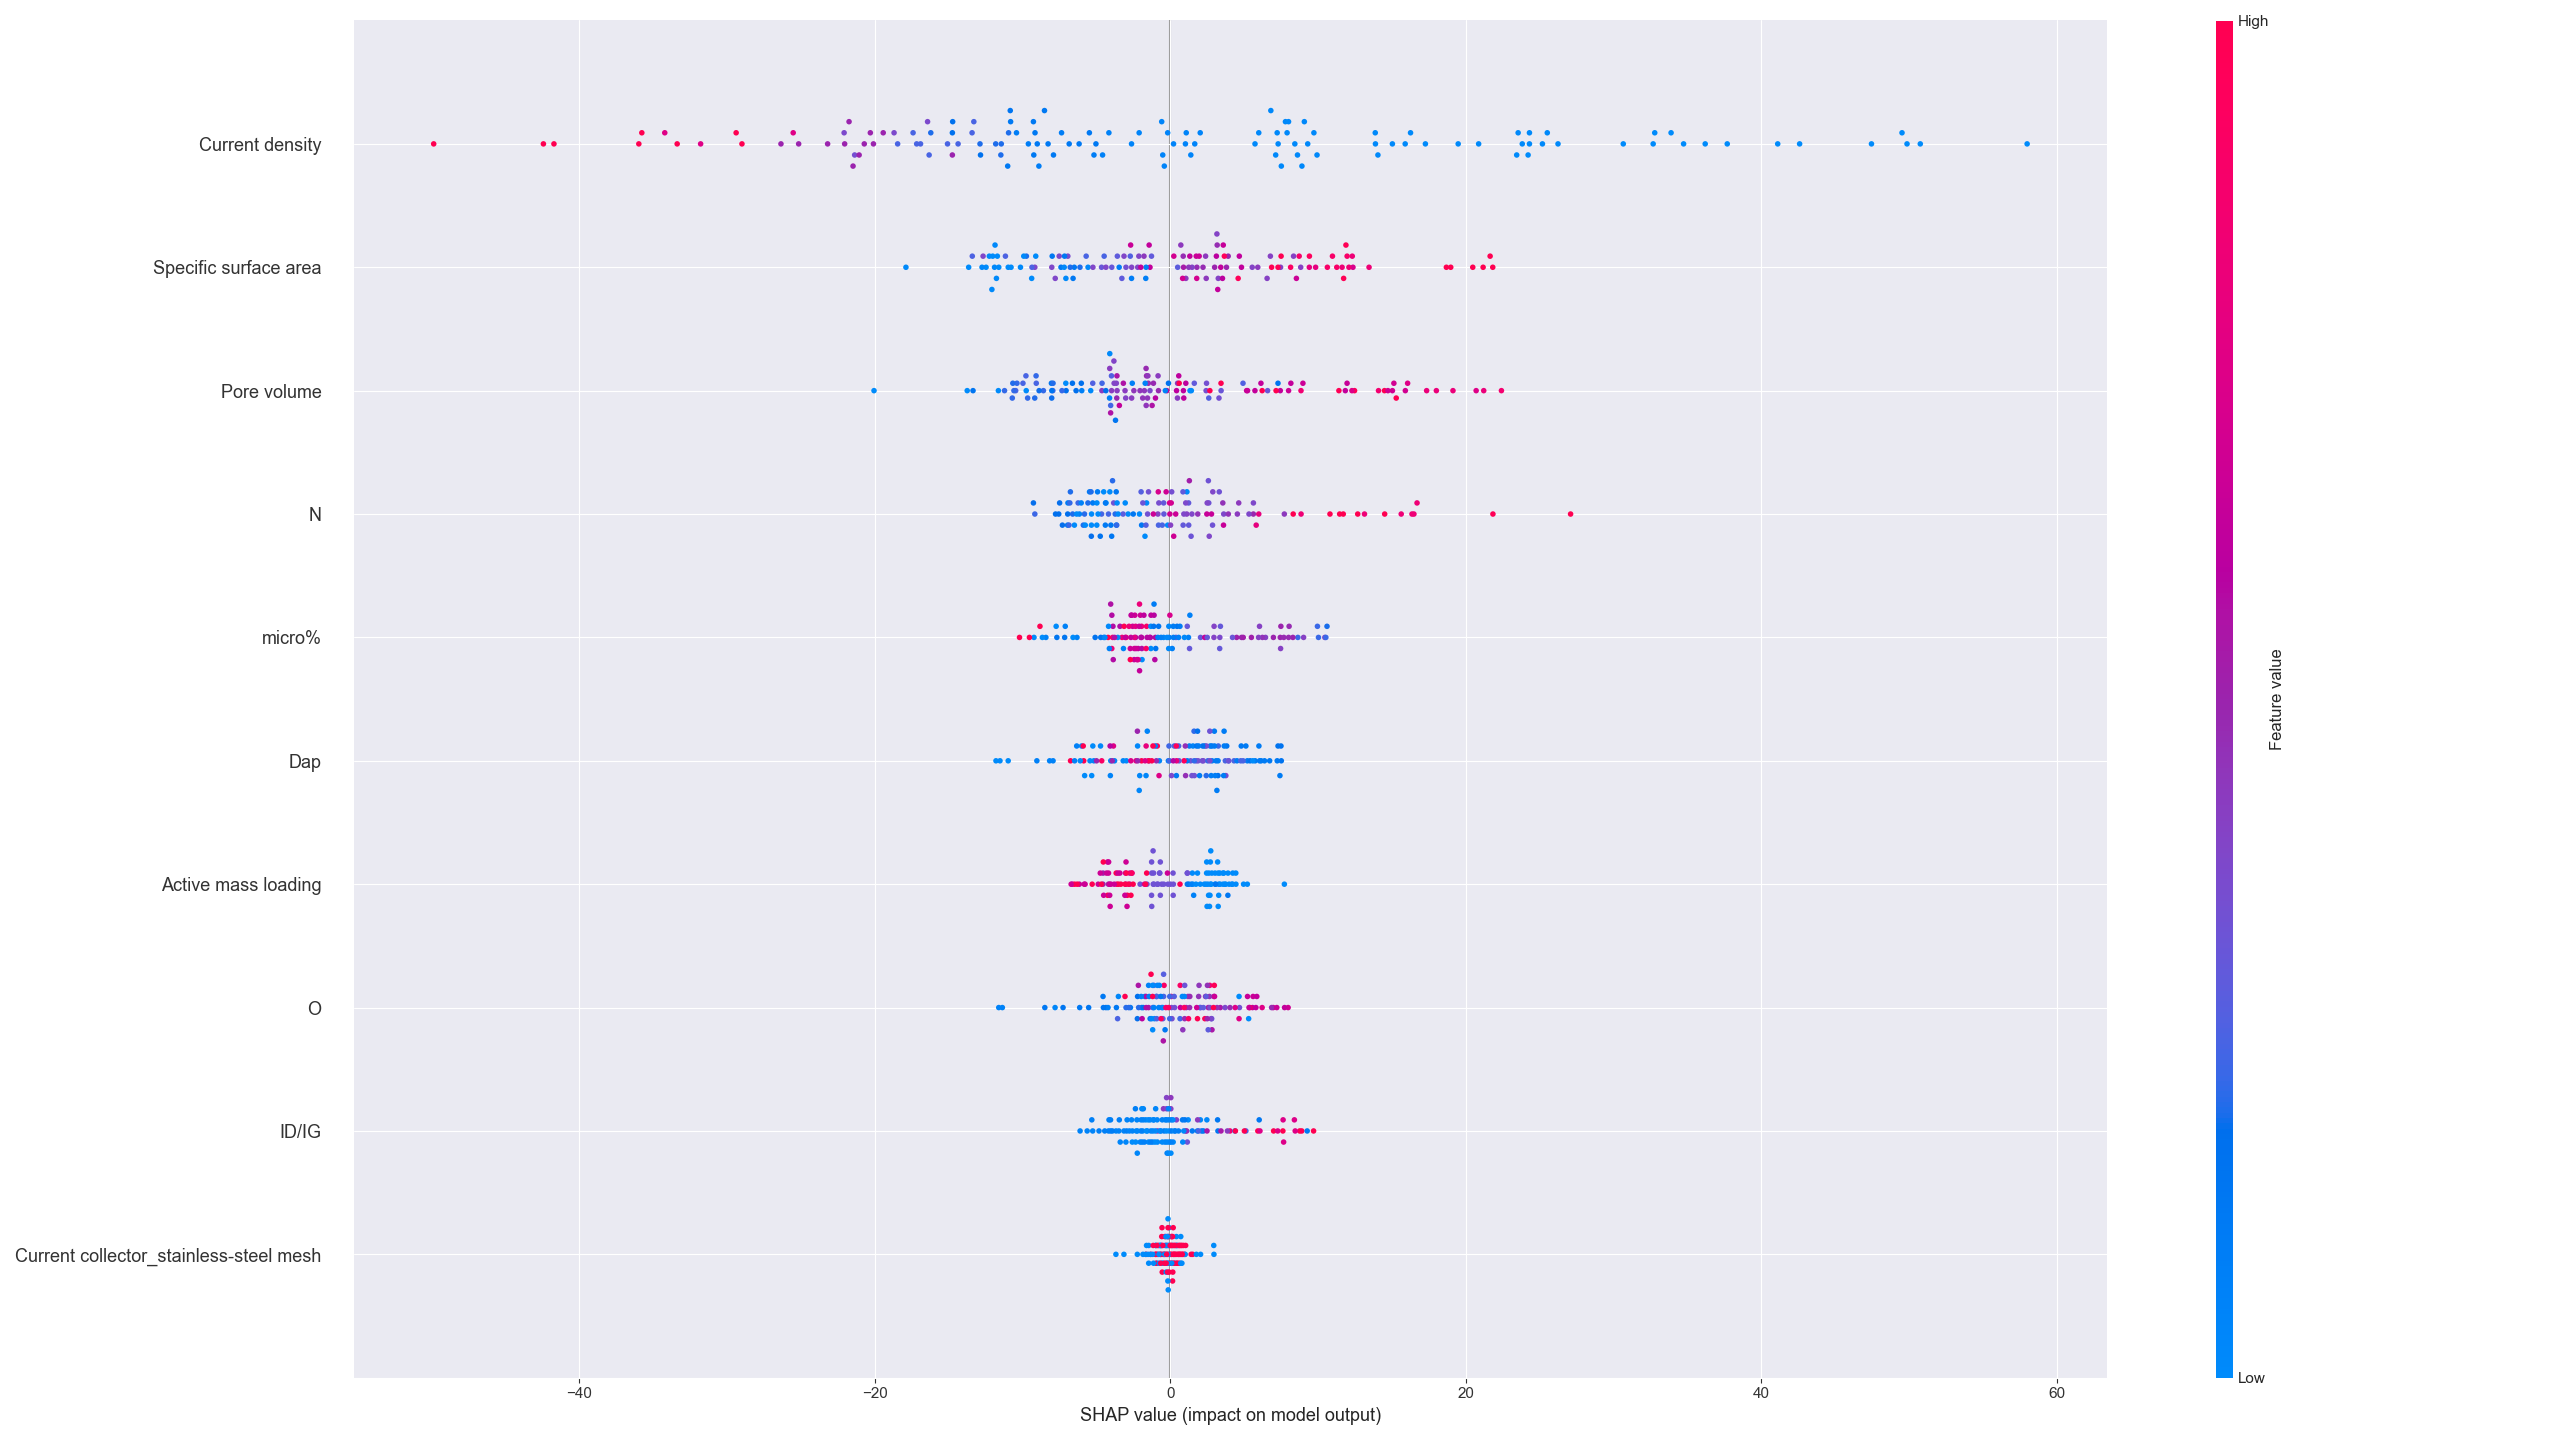 High
Current density
Specific surface area
Pore volume
N
micro%
Feature value
Dap
Active mass loading
O
ID/IG
Current collector_stainless-steel mesh
Low
−40 −20 0 20 40 60
SHAP value (impact on model output)